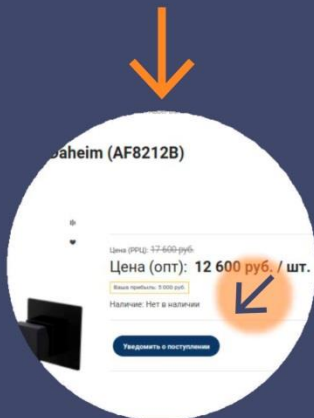 Daheim (AF8212B)
Цена (РРЦ): 17 600 руб.
Цена (опт): 12 600 руб. / шт.
Ваша прибыль: 5 000 руб.
Наличие: Нет в наличии
Уведомить о поступлении